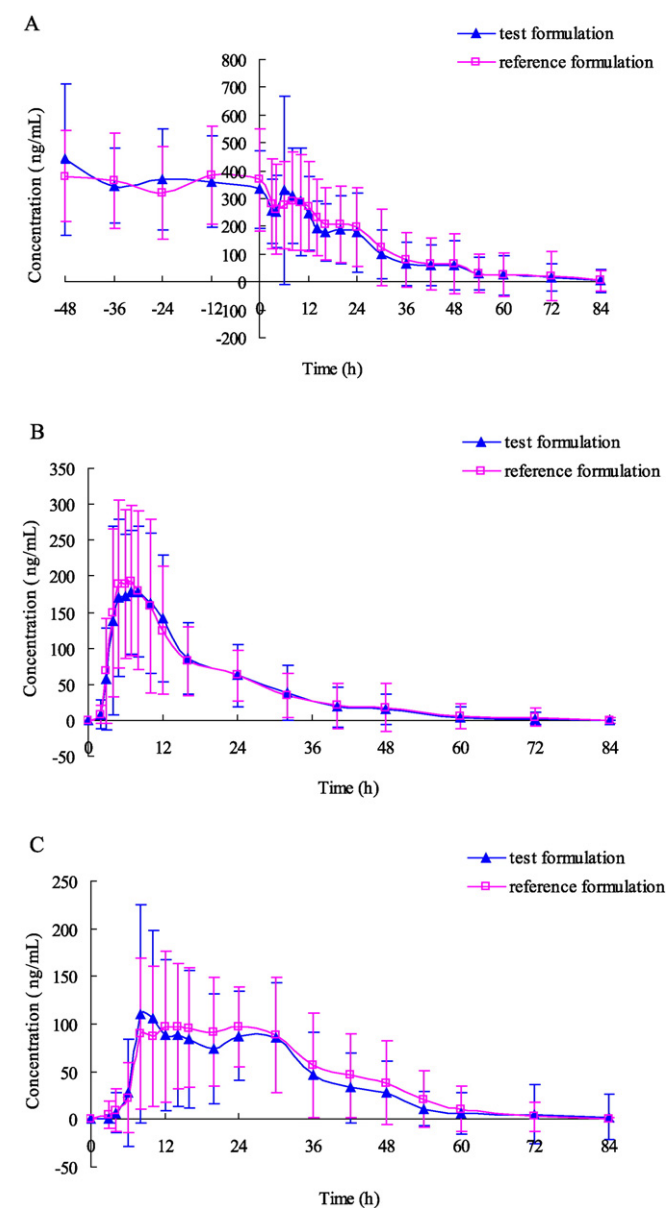 A
test formulation
reference formulation
Concentration ( ng/mL)
800
700
600
500
400
300
200
100
0
-100
-200
-48 -36 -24 -12 0 12 24 36 48 60 72 84
Time (h)
B
test formulation
reference formulation
Concentration ( ng/mL)
350
300
250
200
150
100
50
0
-50
0 12 24 36 48 60 72 84
Time (h)
C
test formulation
reference formulation
Concentration ( ng/mL)
250
200
150
100
50
0
-50
0 12 24 36 48 60 72 84
Time (h)